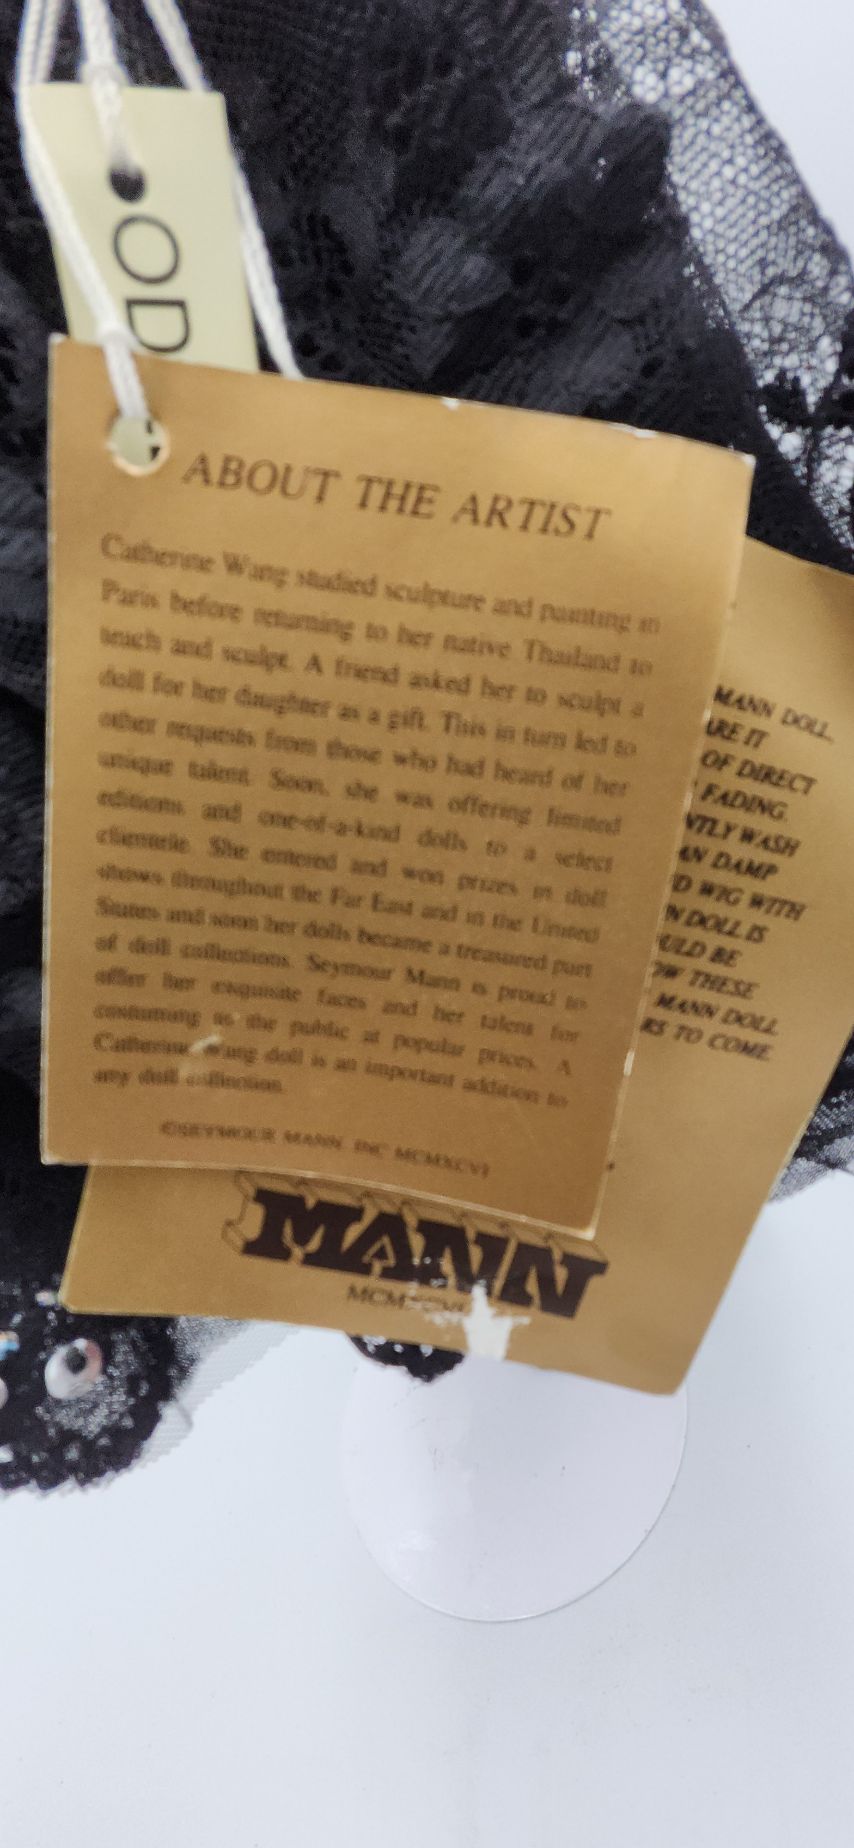 OD
ABOUT THE ARTIST
Catherine Wang studied sculpture and painting in
Paris before returning to her native Thailand to
teach and sculpt. A friend asked her to sculpt a
doll for her daughter as a gift. This in turn led to
other requests from those who had heard of her
unique talent. Soon, she was offering limited
editions and one-of-a-kind dolls to a select
clientele. She entered and won prizes in doll
shows throughout the Far East and in the United
States and soon her dolls became a treasured part
of doll collections. Seymour Mann is proud to
offer her exquisite faces and her talent for
costuming to the public at popular prices. A
Catherine Wang doll is an important addition to
any doll collection.
©SEYMOUR MANN, INC MCMXCVI
MANN DOLL,
ARE IT
OF DIRECT
FADING.
NTLY WASH
AN DAMP
D WIG WITH
N DOLL IS
ULD BE
OW THESE
MANN DOLL
RS TO COME.
MANN